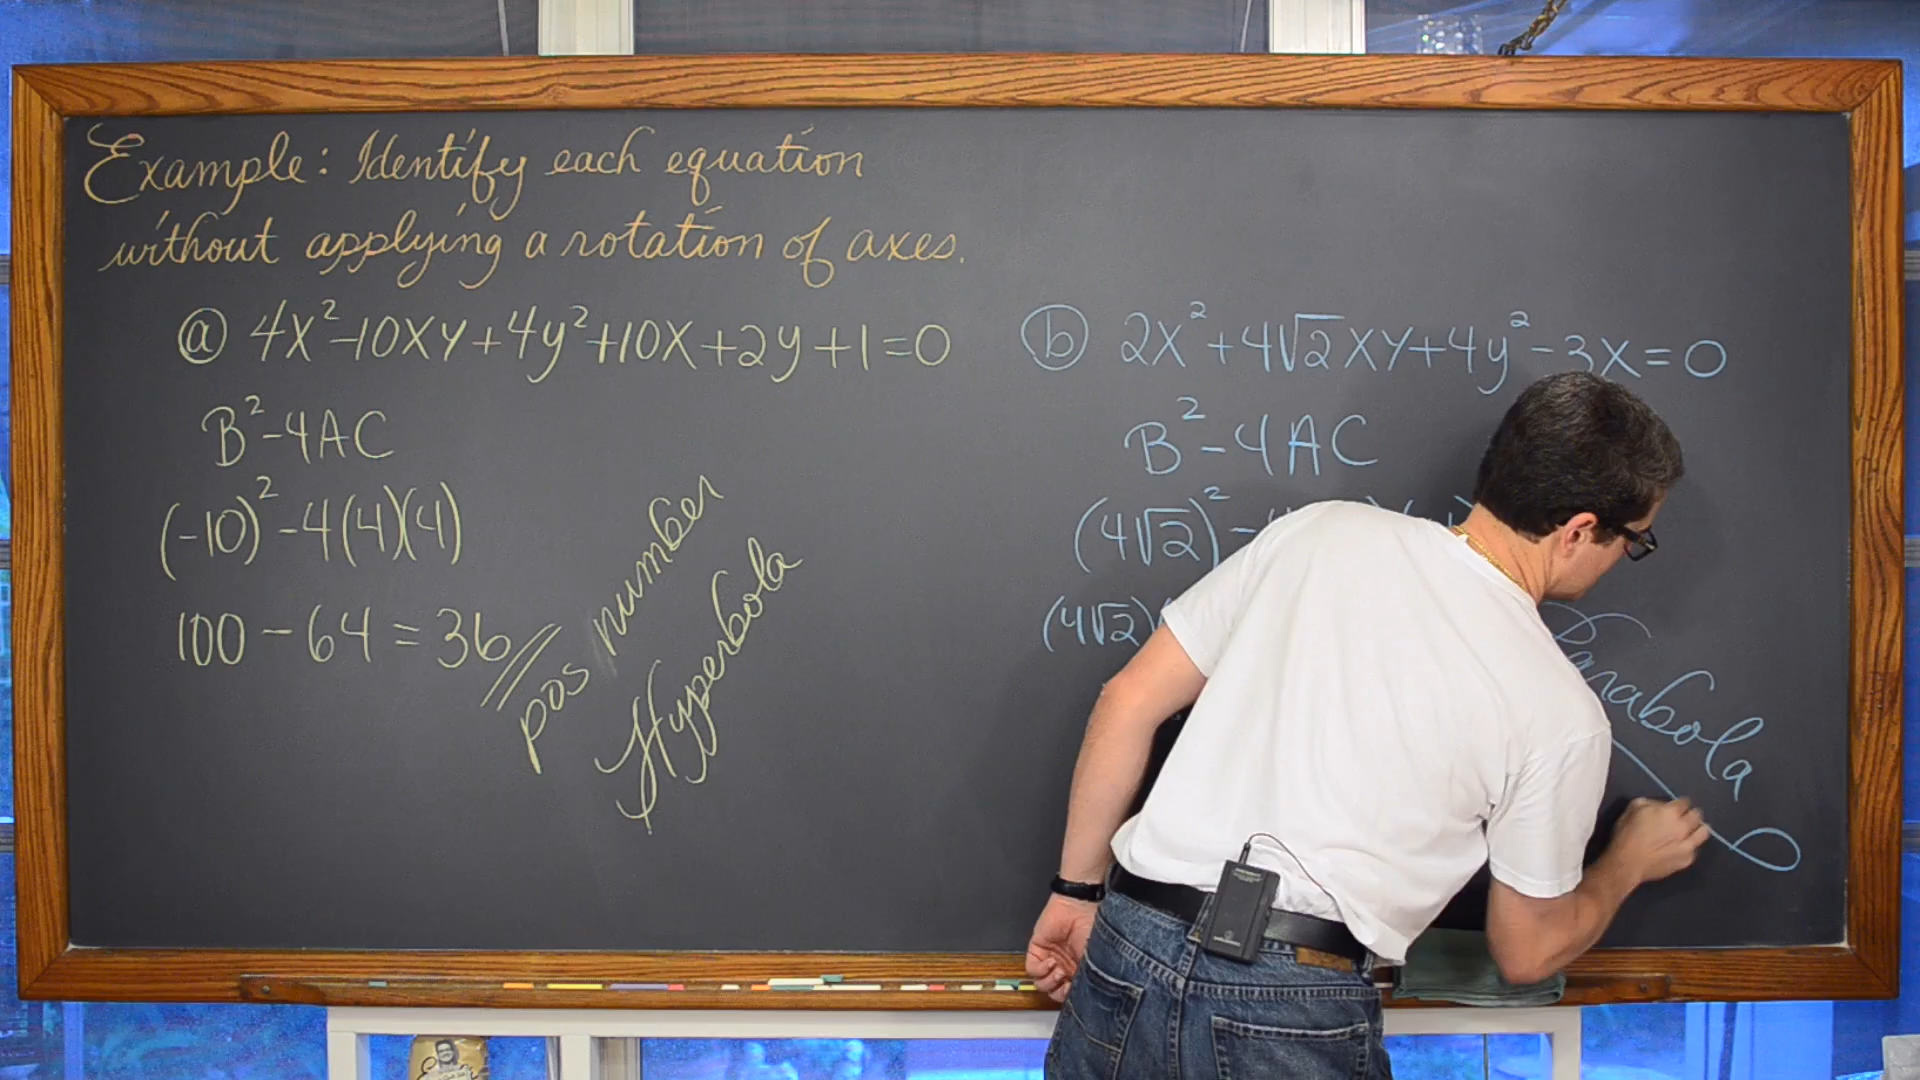 Example: Identify each equation
without applying a rotation of axes.
ⓐ 4x²-10xy+4y²+10x+2y+1=0
B²-4AC
(-10)²-4(4)(4)
100-64=36
pos number
Hyperbola
ⓑ 2x²+4√2xy+4y²-3x=0
B²-4AC
(4√2)²-
(4√2)
Parabola